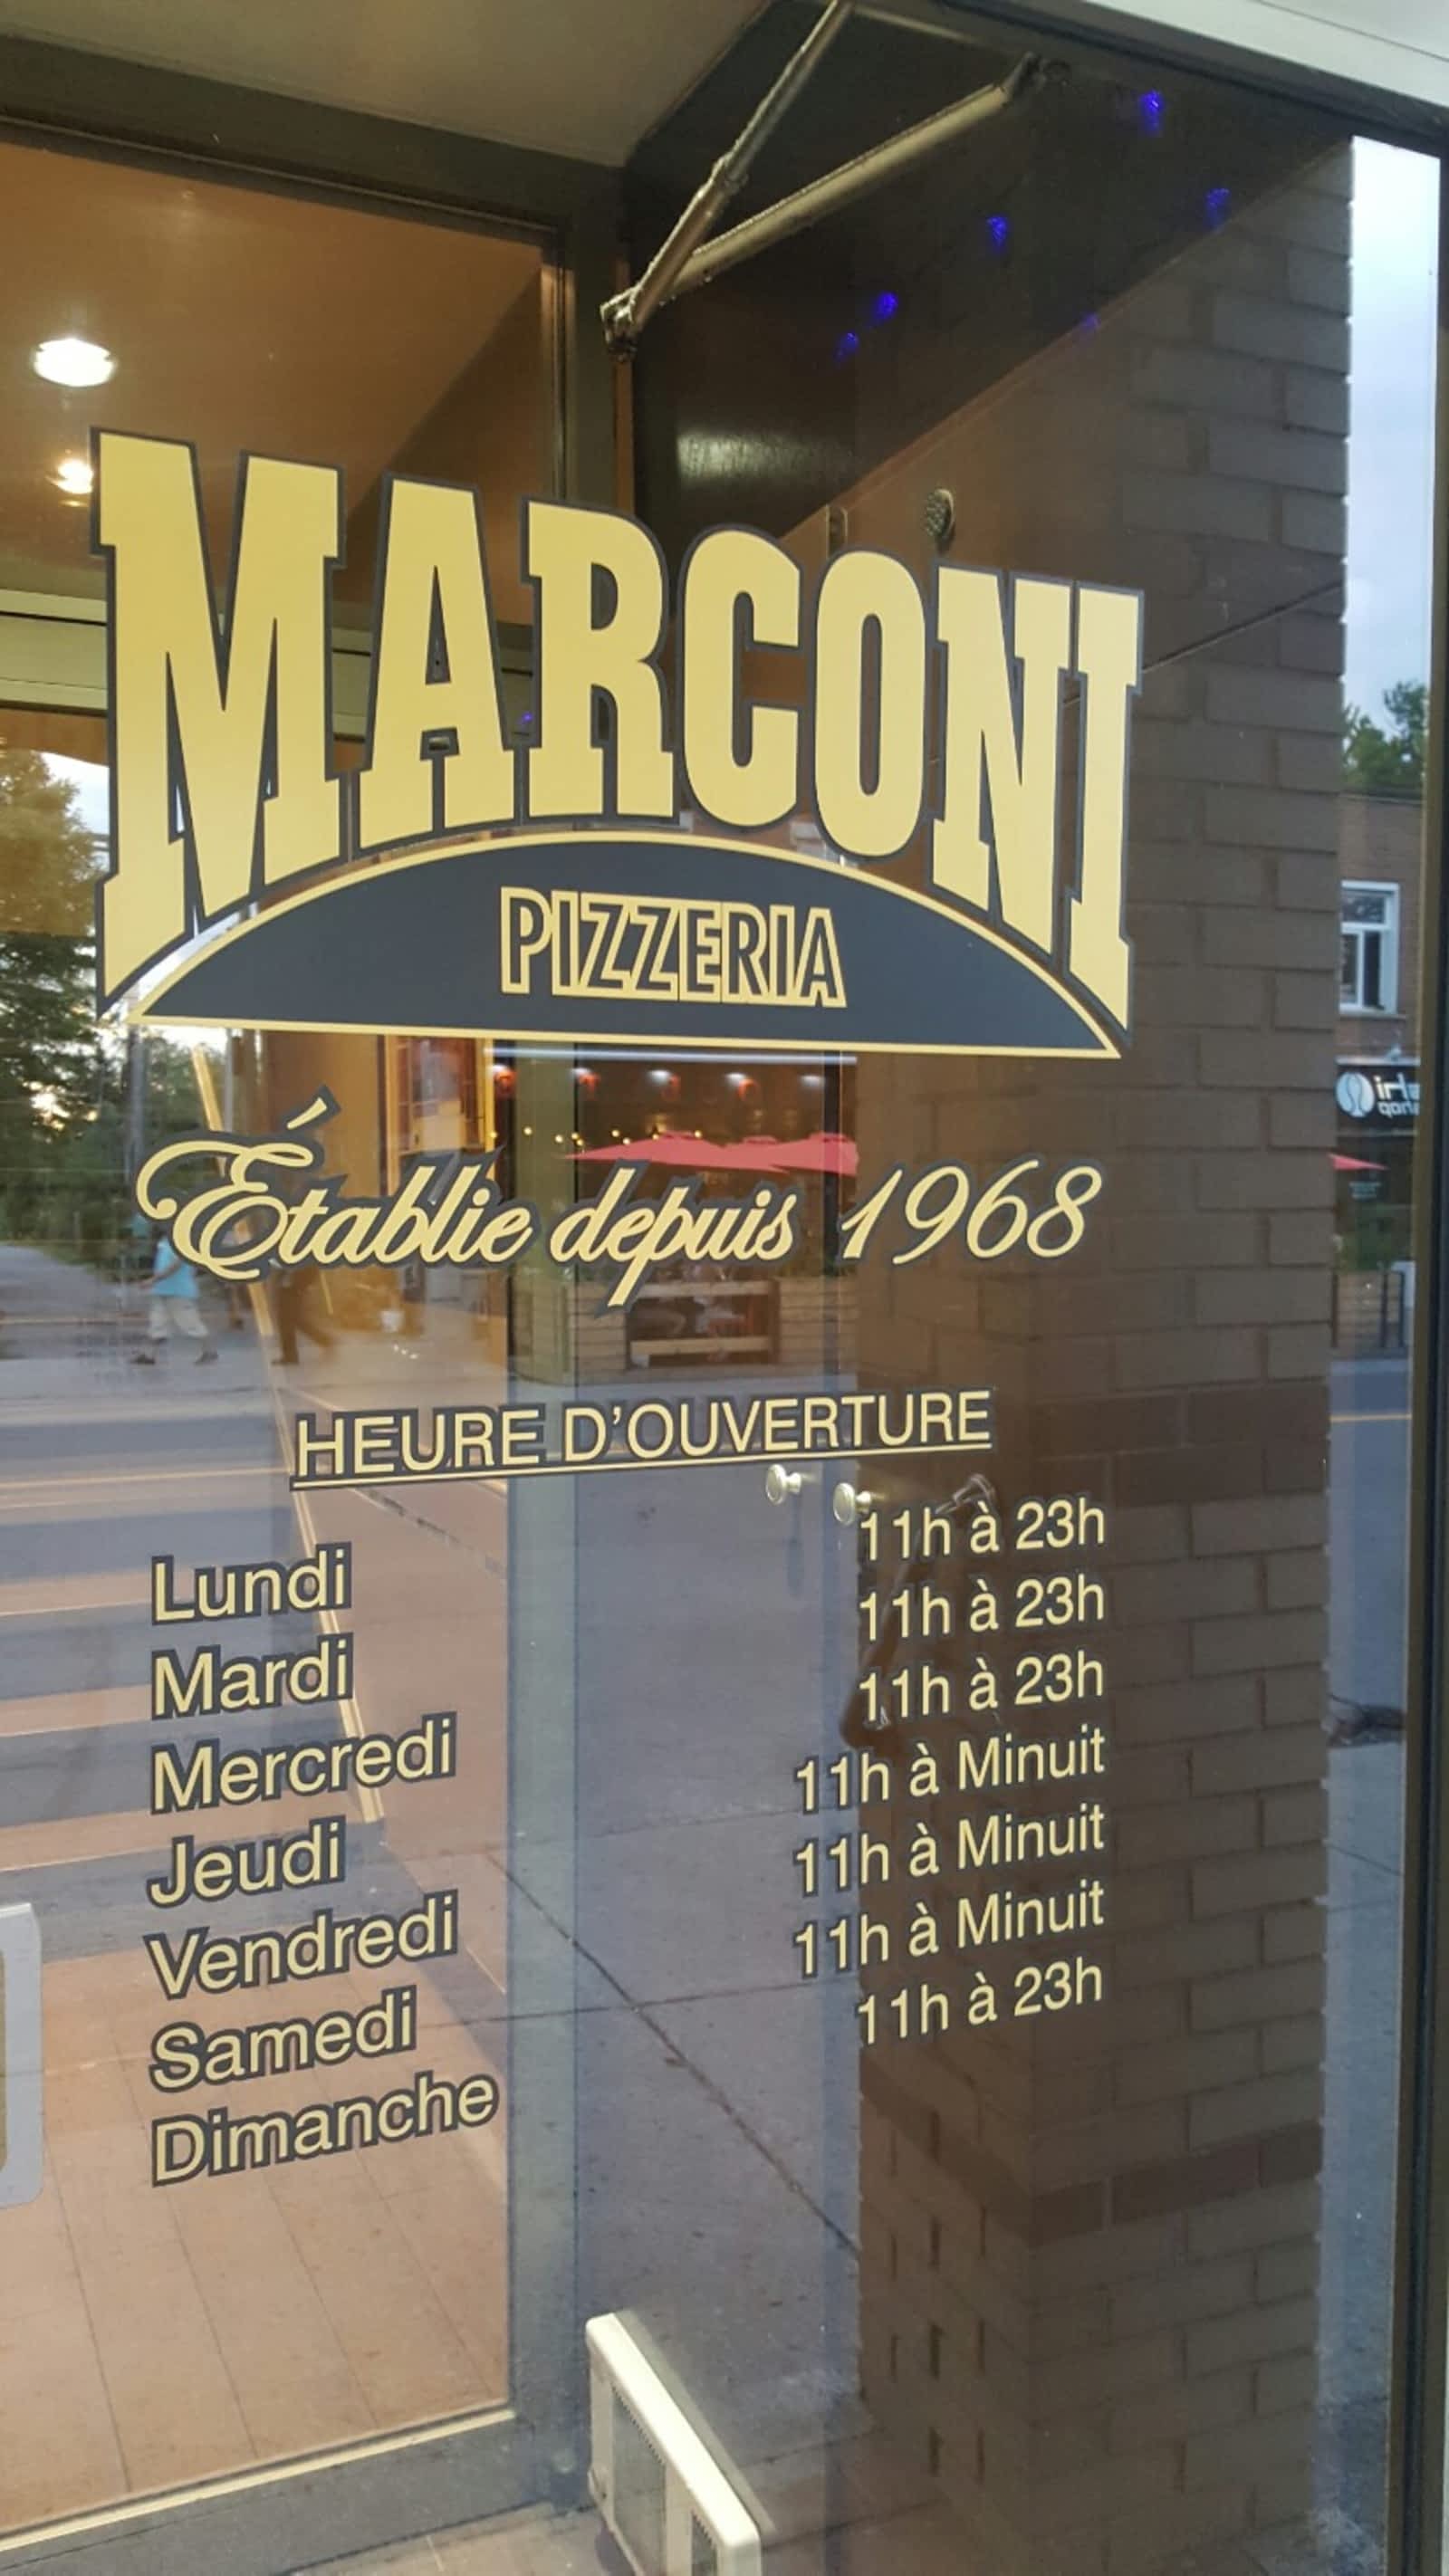 MARCONI
PIZZERIA
Établie depuis 1968
HEURE D'OUVERTURE
Lundi 11h à 23h
Mardi 11h à 23h
Mercredi 11h à 23h
Jeudi 11h à Minuit
Vendredi 11h à Minuit
Samedi 11h à Minuit
Dimanche 11h à 23h